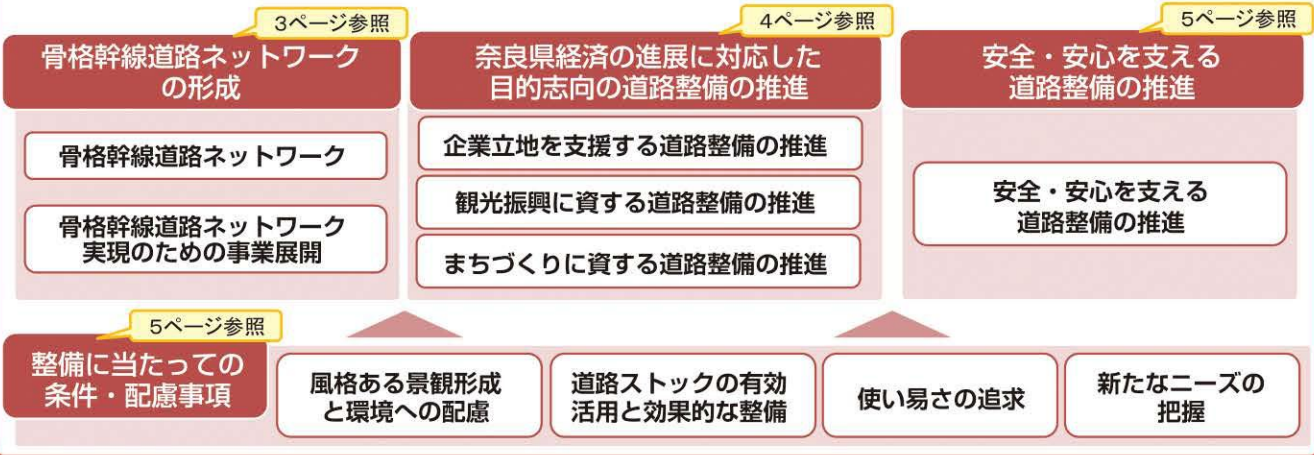 3ページ参照
骨格幹線道路ネットワーク
の形成
骨格幹線道路ネットワーク
骨格幹線道路ネットワーク
実現のための事業展開
4ページ参照
奈良県経済の進展に対応した
目的志向の道路整備の推進
企業立地を支援する道路整備の推進
観光振興に資する道路整備の推進
まちづくりに資する道路整備の推進
5ページ参照
安全・安心を支える
道路整備の推進
安全・安心を支える
道路整備の推進
5ページ参照
整備に当たっての
条件・配慮事項
風格ある景観形成
と環境への配慮
道路ストックの有効
活用と効果的な整備
使い易さの追求
新たなニーズの
把握